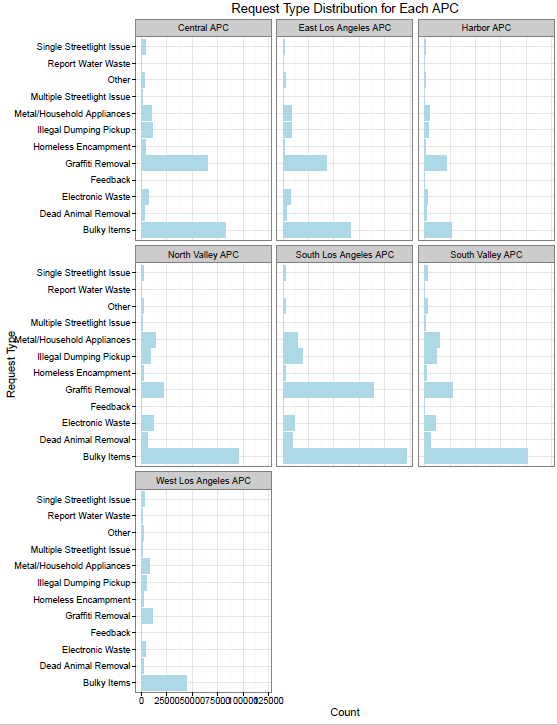 Request Type Distribution for Each APC
Central APC
East Los Angeles APC
Harbor APC
Single Streetlight Issue
Report Water Waste
Other
Multiple Streetlight Issue
Metal/Household Appliances
Illegal Dumping Pickup
Homeless Encampment
Graffiti Removal
Feedback
Electronic Waste
Dead Animal Removal
Bulky Items
North Valley APC
South Los Angeles APC
South Valley APC
Single Streetlight Issue
Report Water Waste
Other
Multiple Streetlight Issue
Metal/Household Appliances
Illegal Dumping Pickup
Homeless Encampment
Graffiti Removal
Feedback
Electronic Waste
Dead Animal Removal
Bulky Items
Request Type
West Los Angeles APC
Single Streetlight Issue
Report Water Waste
Other
Multiple Streetlight Issue
Metal/Household Appliances
Illegal Dumping Pickup
Homeless Encampment
Graffiti Removal
Feedback
Electronic Waste
Dead Animal Removal
Bulky Items
0 25000 50000 75000 100000 125000
Count